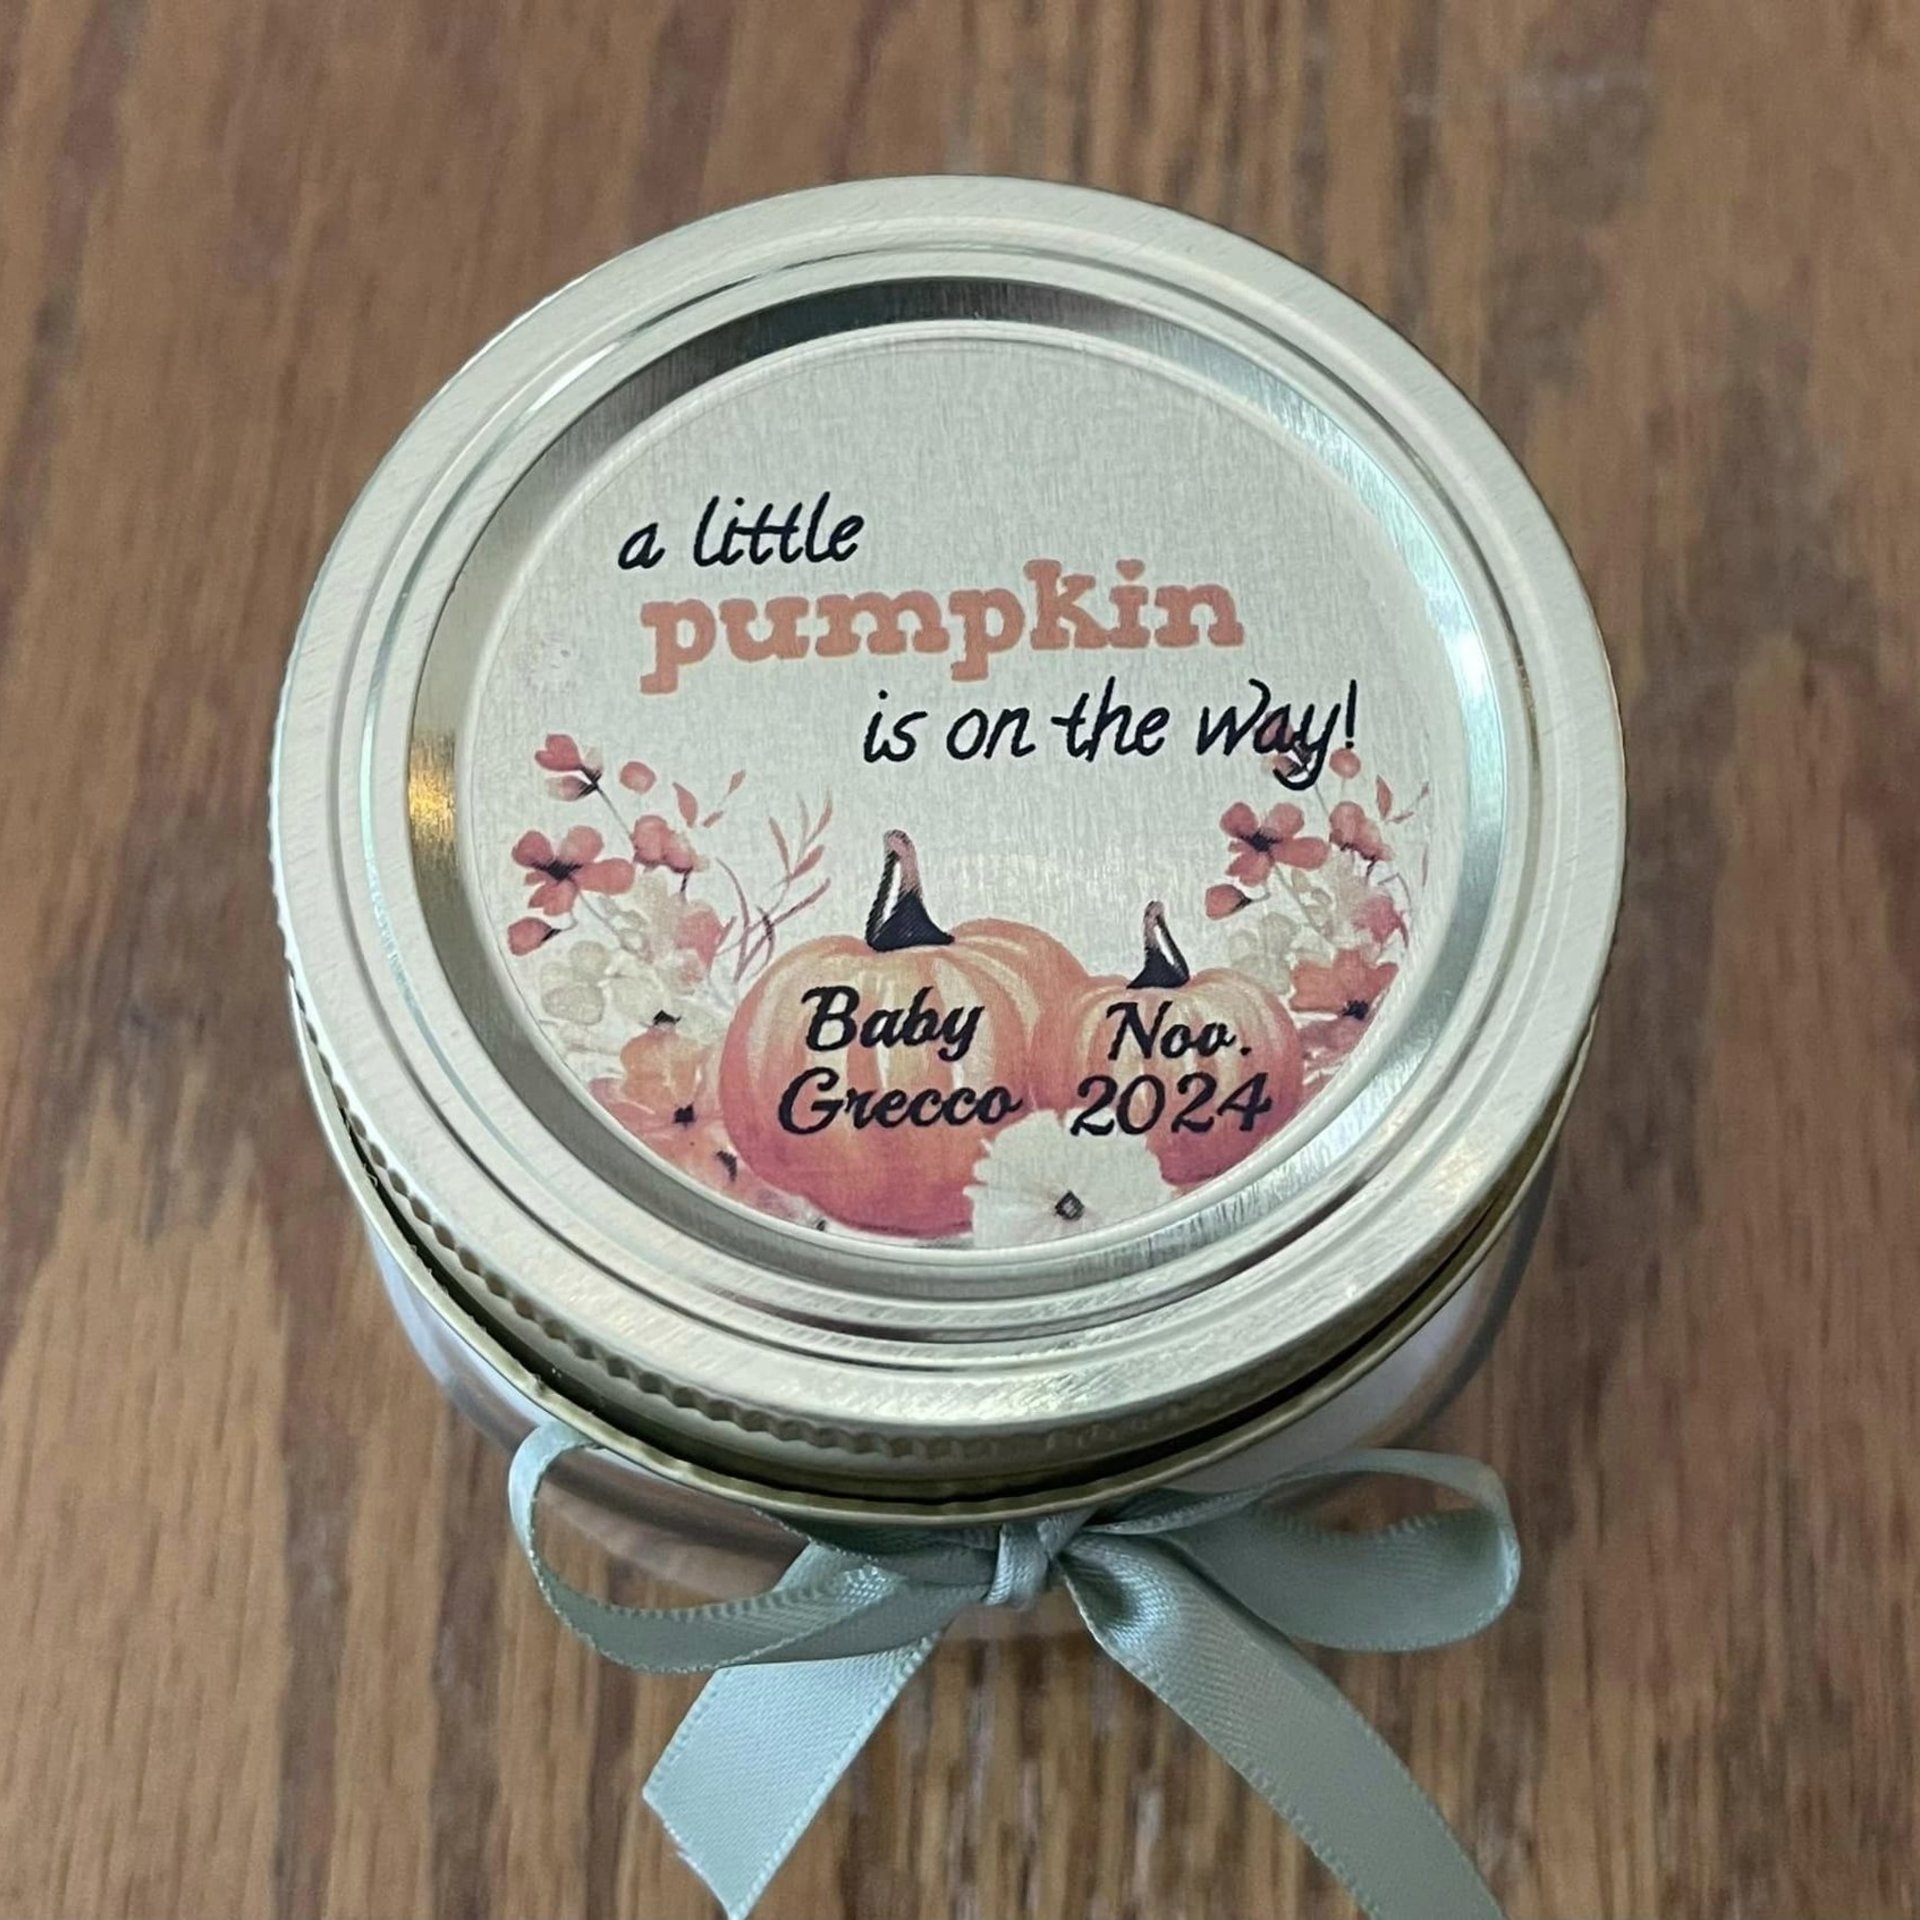 a little
pumpkin
is on the way!
Baby
Grecco
Nov.
2024